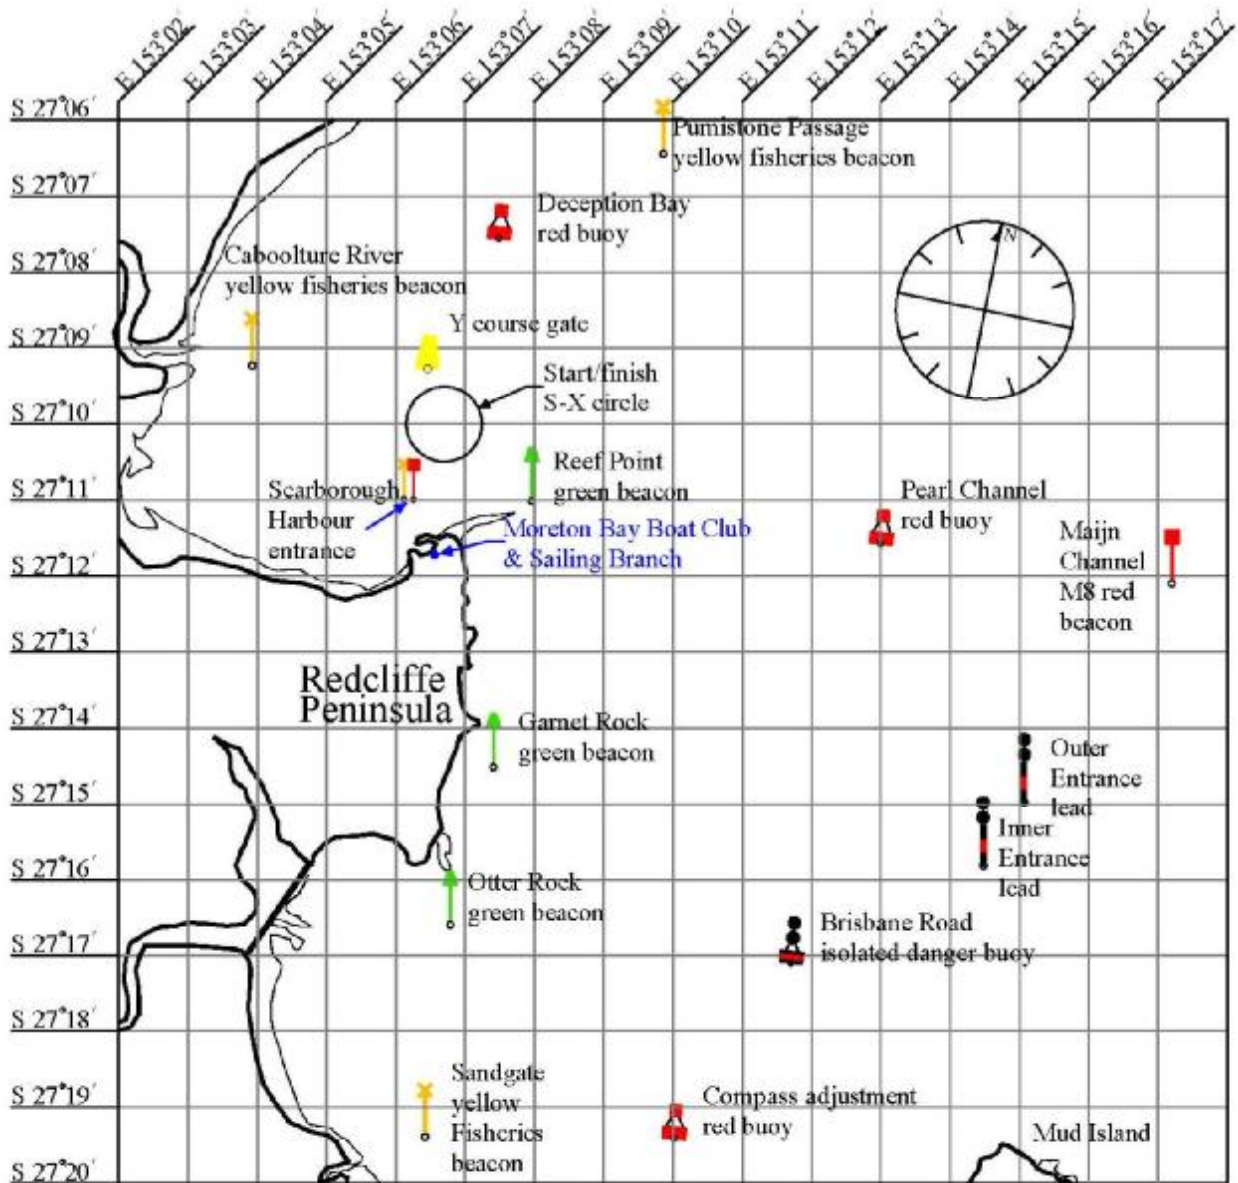 E 153°02
E 153°03
E 153°04
E 153°05
E 153°06
E 153°07
E 153°08
E 153°09
E 153°10
E 153°11
E 153°12
E 153°13
E 153°14
E 153°15
E 153°16
E 153°17
S 27°06′
Pumistone Passage
yellow fisheries beacon
S 27°07′
Deception Bay
red buoy
N
Caboolture River
yellow fisheries beacon
S 27°08′
Y course gate
S 27°09′
Start/finish
S-X circle
S 27°10′
Reef Point
green beacon
Scarborough
Harbour
entrance
S 27°11′
Pearl Channel
red buoy
Moreton Bay Boat Club
& Sailing Branch
Maijn
Channel
M8 red
beacon
S 27°12′
S 27°13′
Redcliffe
Peninsula
S 27°14′
Garnet Rock
green beacon
Outer
Entrance
lead
S 27°15′
Inner
Entrance
lead
S 27°16′
Otter Rock
green beacon
Brisbane Road
isolated danger buoy
S 27°17′
S 27°18′
Sandgate
yellow
Fisheries
beacon
S 27°19′
Compass adjustment
red buoy
Mud Island
S 27°20′